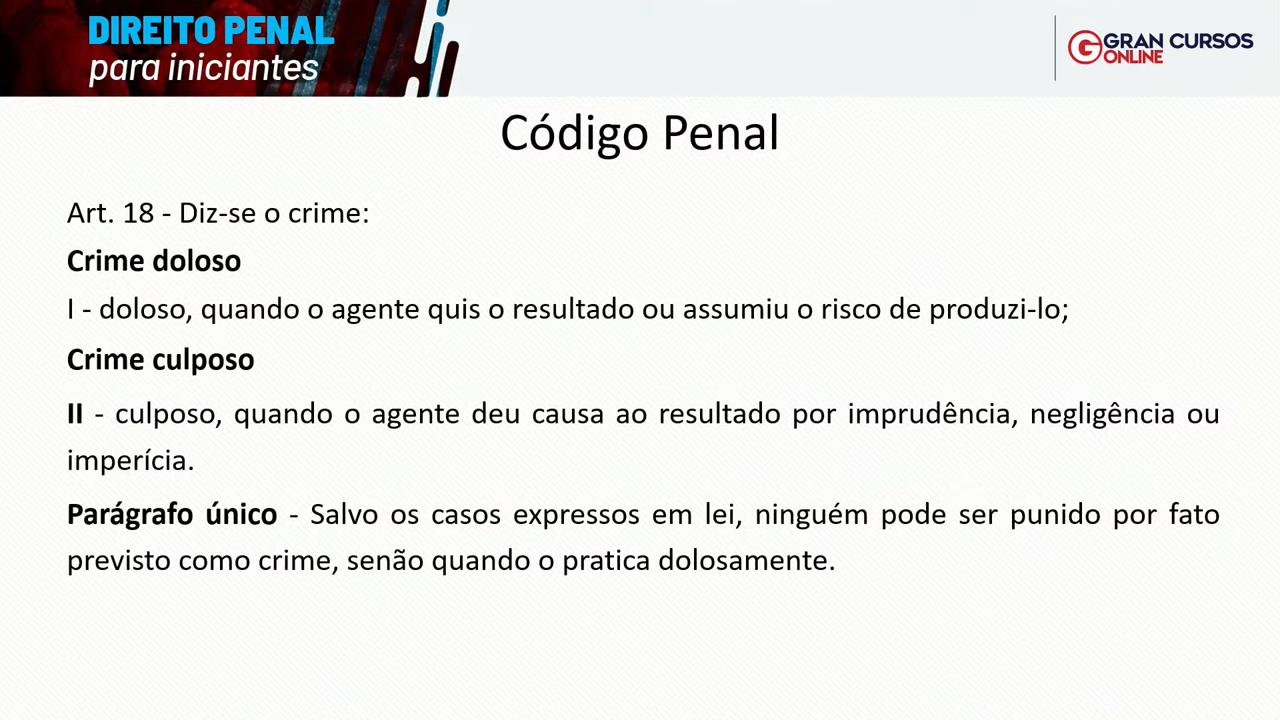 DIREITO PENAL
para iniciantes
GRAN CURSOS
ONLINE
Código Penal
Art. 18 - Diz-se o crime:
Crime doloso
I - doloso, quando o agente quis o resultado ou assumiu o risco de produzi-lo;
Crime culposo
II - culposo, quando o agente deu causa ao resultado por imprudência, negligência ou
imperícia.
Parágrafo único - Salvo os casos expressos em lei, ninguém pode ser punido por fato
previsto como crime, senão quando o pratica dolosamente.